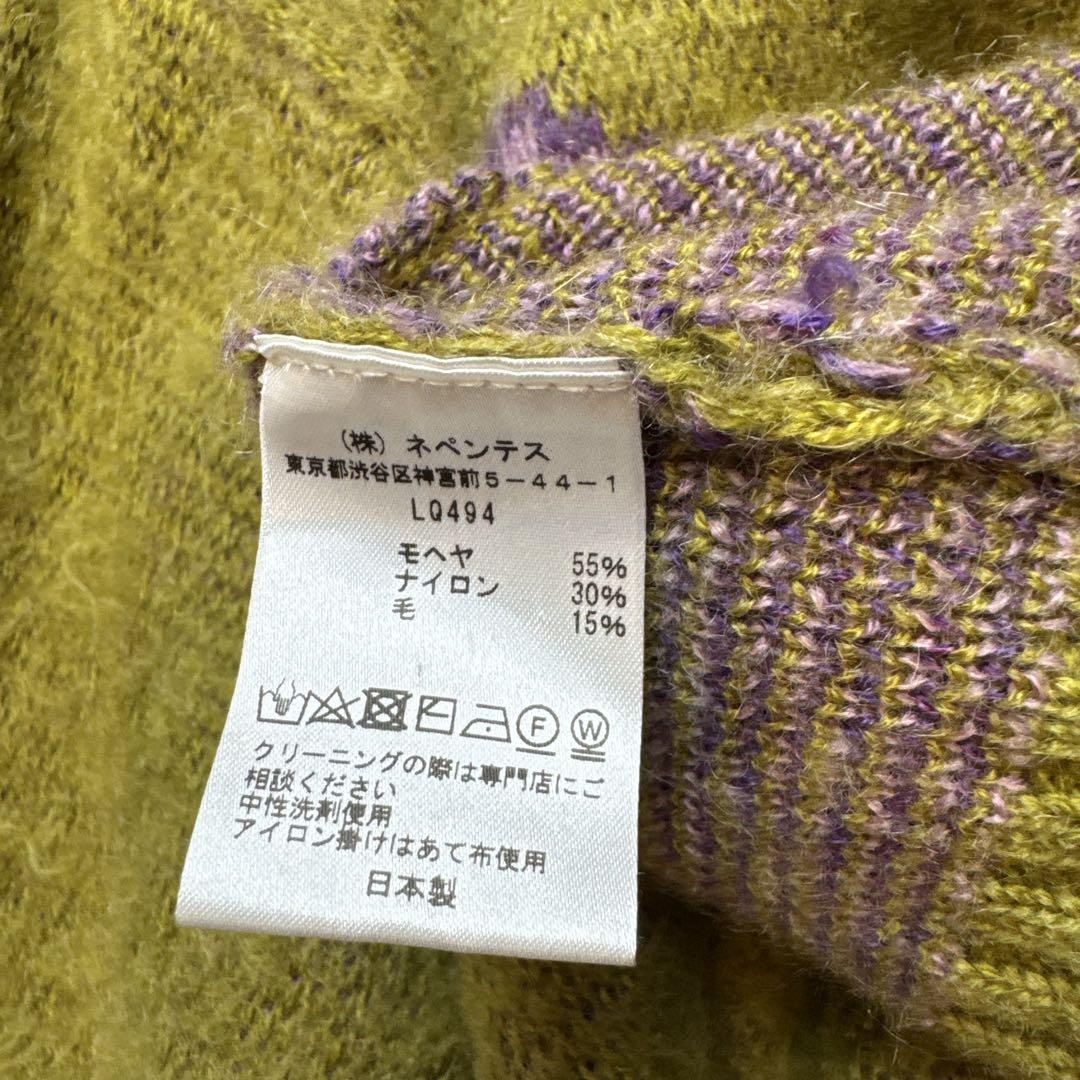 （株）ネペンテス
東京都渋谷区神宮前５－４４－１
LQ494
モヘヤ 55%
ナイロン 30%
毛 15%
F W
クリーニングの際は専門店にご
相談ください
中性洗剤使用
アイロン掛けはあて布使用
日本製